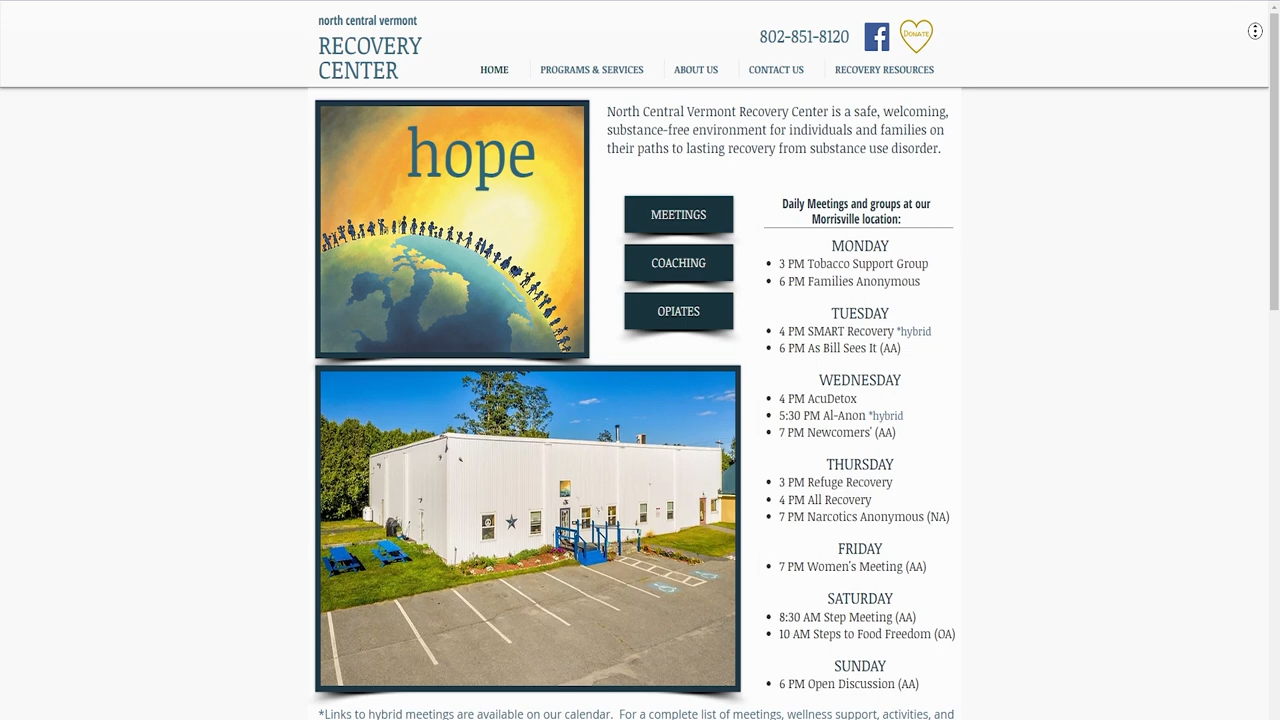 north central vermont
RECOVERY
CENTER
802-851-8120
Donate
HOME
PROGRAMS & SERVICES
ABOUT US
CONTACT US
RECOVERY RESOURCES
hope
North Central Vermont Recovery Center is a safe, welcoming,
substance-free environment for individuals and families on
their paths to lasting recovery from substance use disorder.
MEETINGS
COACHING
OPIATES
Daily Meetings and groups at our
Morrisville location:
MONDAY
• 3 PM Tobacco Support Group
• 6 PM Families Anonymous
TUESDAY
• 4 PM SMART Recovery *hybrid
• 6 PM As Bill Sees It (AA)
WEDNESDAY
• 4 PM AcuDetox
• 5:30 PM Al-Anon *hybrid
• 7 PM Newcomers' (AA)
THURSDAY
• 3 PM Refuge Recovery
• 4 PM All Recovery
• 7 PM Narcotics Anonymous (NA)
FRIDAY
• 7 PM Women's Meeting (AA)
SATURDAY
• 8:30 AM Step Meeting (AA)
• 10 AM Steps to Food Freedom (OA)
SUNDAY
• 6 PM Open Discussion (AA)
*Links to hybrid meetings are available on our calendar. For a complete list of meetings, wellness support, activities, and